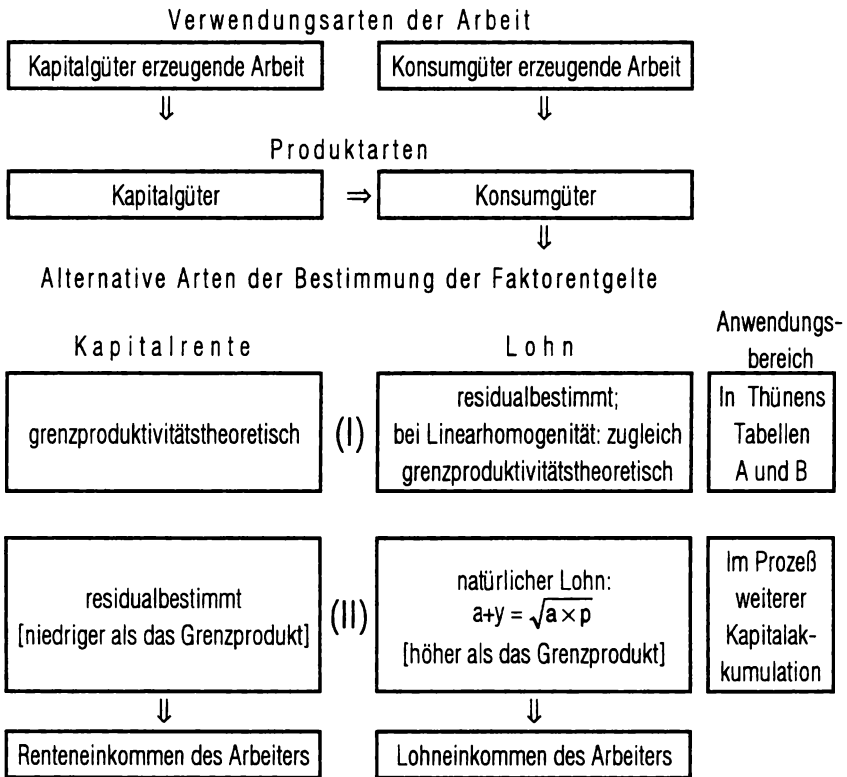 Verwendungsarten der Arbeit
Kapitalgüter erzeugende Arbeit
Konsumgüter erzeugende Arbeit
⇓
⇓
Produktarten
Kapitalgüter
⇒
Konsumgüter
⇓
Alternative Arten der Bestimmung der Faktorentgelte
Kapitalrente
Lohn
Anwendungs-
bereich
grenzproduktivitätstheoretisch
(I)
residualbestimmt;
bei Linearhomogenität: zugleich
grenzproduktivitätstheoretisch
In Thünens
Tabellen
A und B
residualbestimmt
[niedriger als das Grenzprodukt]
(II)
natürlicher Lohn:
a+y = √a × p
[höher als das Grenzprodukt]
Im Prozeß
weiterer
Kapitalak-
kumulation
⇓
⇓
Renteneinkommen des Arbeiters
Lohneinkommen des Arbeiters